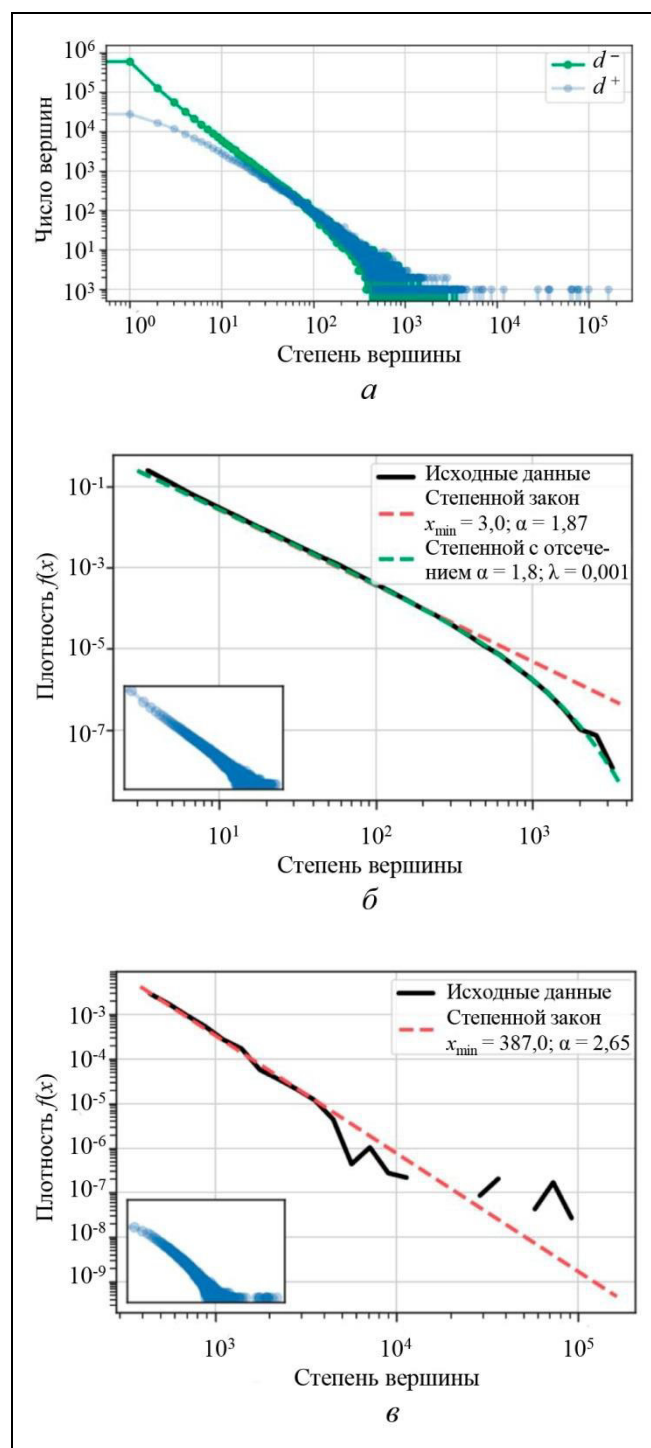 10⁶
10⁵
10⁴
10³
10²
10¹
10³
Число вершин
d⁻
d⁺
10⁰ 10¹ 10² 10³ 10⁴ 10⁵
Степень вершины
а
10⁻¹
10⁻³
10⁻⁵
10⁻⁷
Плотность f(x)
Исходные данные
Степенной закон
xmin = 3,0; α = 1,87
Степенной с отсече-
нием α = 1,8; λ = 0,001
10¹ 10² 10³
Степень вершины
б
10⁻³
10⁻⁴
10⁻⁵
10⁻⁶
10⁻⁷
10⁻⁸
10⁻⁹
Плотность f(x)
Исходные данные
Степенной закон
xmin = 387,0; α = 2,65
10³ 10⁴ 10⁵
Степень вершины
в